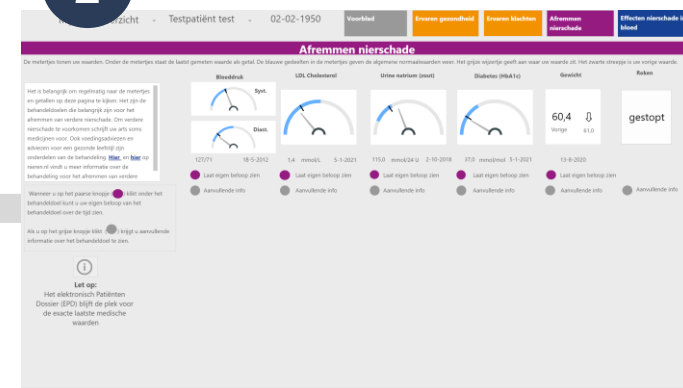 erzicht - Testpatiënt test - 02-02-1950
Voorblad
Ervaren gezondheid
Ervaren klachten
Afremmen
nierschade
Effecten nierschade in
bloed
Afremmen nierschade
De metertjes tonen uw waarden. Onder de metertjes staat de laatst gemeten waarde als getal. De blauwe gedeelten in de metertjes geven de algemene normaalwaarden weer. Het grijze wijzertje geeft aan waar uw waarde zit. Het zwarte streepje is uw vorige waarde.
Het is belangrijk om regelmatig naar de metertjes
en getallen op deze pagina te kijken. Het zijn de
behandeldoelen die belangrijk zijn voor het
afremmen van verdere nierschade. Om verdere
nierschade te voorkomen schrijft uw arts soms
medicijnen voor. Ook voedingsadviezen en
adviezen voor een gezonde leefstijl zijn
onderdelen van de behandeling. Hier, en hier op
nieren.nl vindt u meer informatie over de
behandeling voor het afremmen van verdere
Wanneer u op het paarse knopje ( ) klikt onder het
behandeldoel kunt u uw eigen beloop van het
behandeldoel over de tijd zien.
Als u op het grijze knopje klikt ( ) krijgt u aanvullende
informatie over het behandeldoel te zien.
Let op:
Het elektronisch Patiënten
Dossier (EPD) blijft de plek voor
de exacte laatste medische
waarden
Bloeddruk
Syst.
Diast.
127/71 18-5-2012
Laat eigen beloop zien
Aanvullende info
LDL Cholesterol
1,4 mmol/L 5-1-2021
Laat eigen beloop zien
Aanvullende info
Urine natrium (zout)
115,0 mmol/24 U 2-10-2018
Laat eigen beloop zien
Aanvullende info
Diabetes (HbA1c)
37,0 mmol/mol 5-1-2021
Laat eigen beloop zien
Aanvullende info
Gewicht
60,4
Vorige 61,0
13-8-2020
Laat eigen beloop zien
Aanvullende info
Roken
gestopt
Aanvullende info